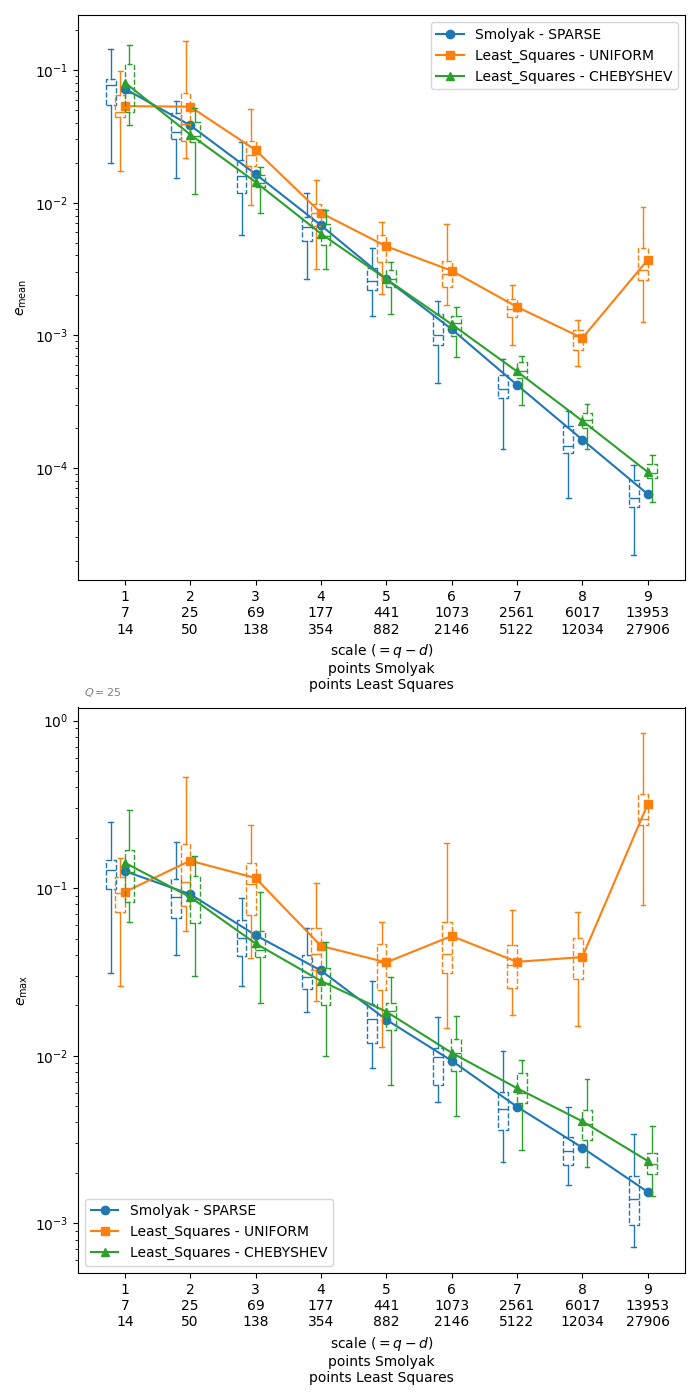 Smolyak - SPARSE
Least_Squares - UNIFORM
Least_Squares - CHEBYSHEV
10⁻¹
10⁻²
10⁻³
10⁻⁴
e_mean
1 2 3 4 5 6 7 8 9
7 25 69 177 441 1073 2561 6017 13953
14 50 138 354 882 2146 5122 12034 27906
scale (= q − d)
points Smolyak
points Least Squares
Q = 25
10⁰
10⁻¹
10⁻²
10⁻³
e_max
Smolyak - SPARSE
Least_Squares - UNIFORM
Least_Squares - CHEBYSHEV
1 2 3 4 5 6 7 8 9
7 25 69 177 441 1073 2561 6017 13953
14 50 138 354 882 2146 5122 12034 27906
scale (= q − d)
points Smolyak
points Least Squares